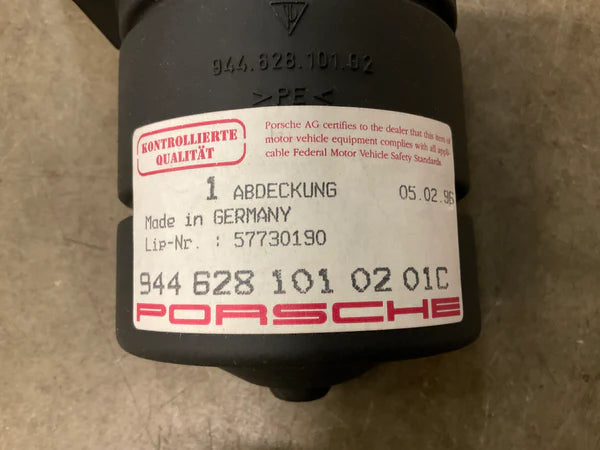 944.628.101.02
>PE<
KONTROLLIERTE
QUALITÄT
Porsche AG certifies to the dealer that this item of
motor vehicle equipment complies with all appli-
cable Federal Motor Vehicle Safety Standards.
1 ABDECKUNG 05.02.96
Made in GERMANY
Lip-Nr. : 57730190
944 628 101 02 01C
PORSCHE